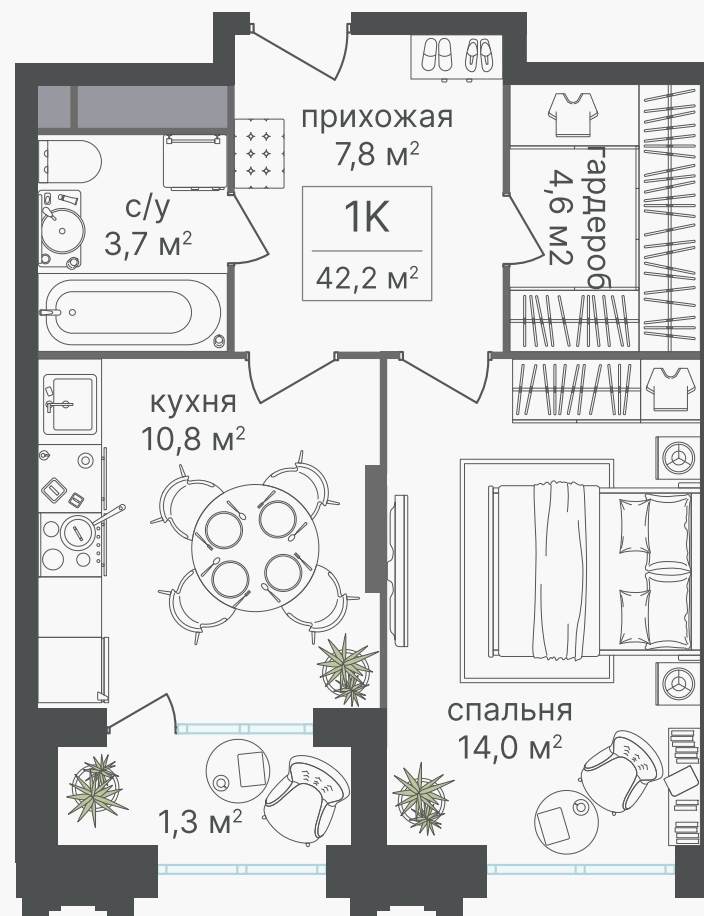 прихожая
7,8 м²
1К
42,2 м²
с/у
3,7 м²
гардероб
4,6 м2
кухня
10,8 м²
спальня
14,0 м²
1,3 м²